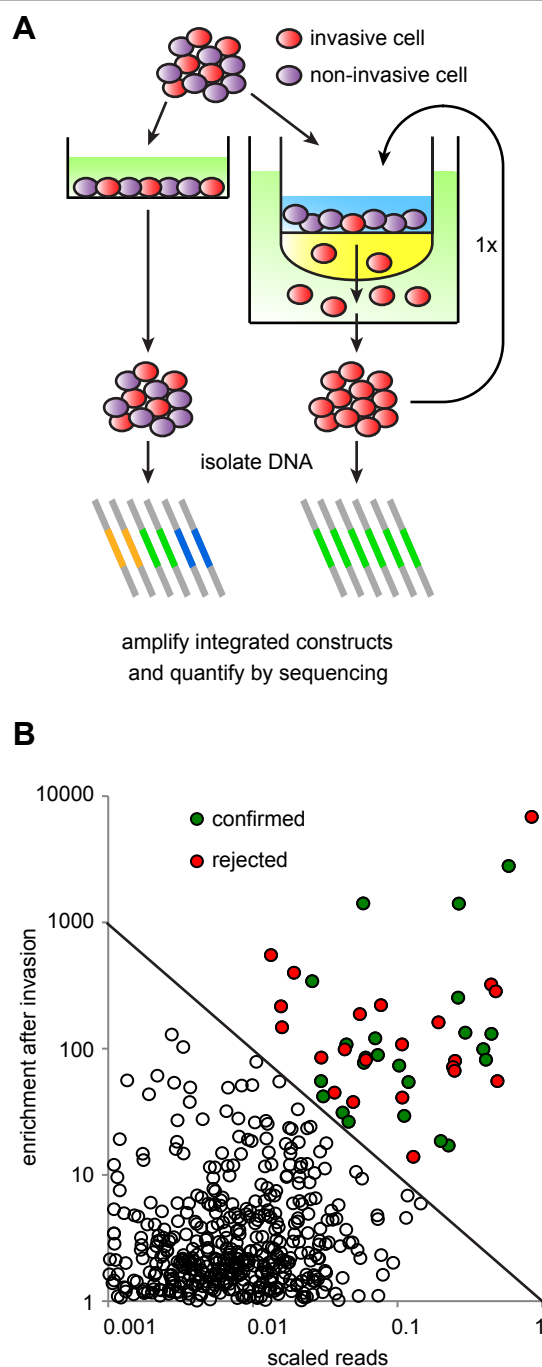 A
invasive cell
non-invasive cell
1x
isolate DNA
amplify integrated constructs
and quantify by sequencing
B
10000
1000
100
10
1
enrichment after invasion
confirmed
rejected
0.001
0.01
0.1
1
scaled reads